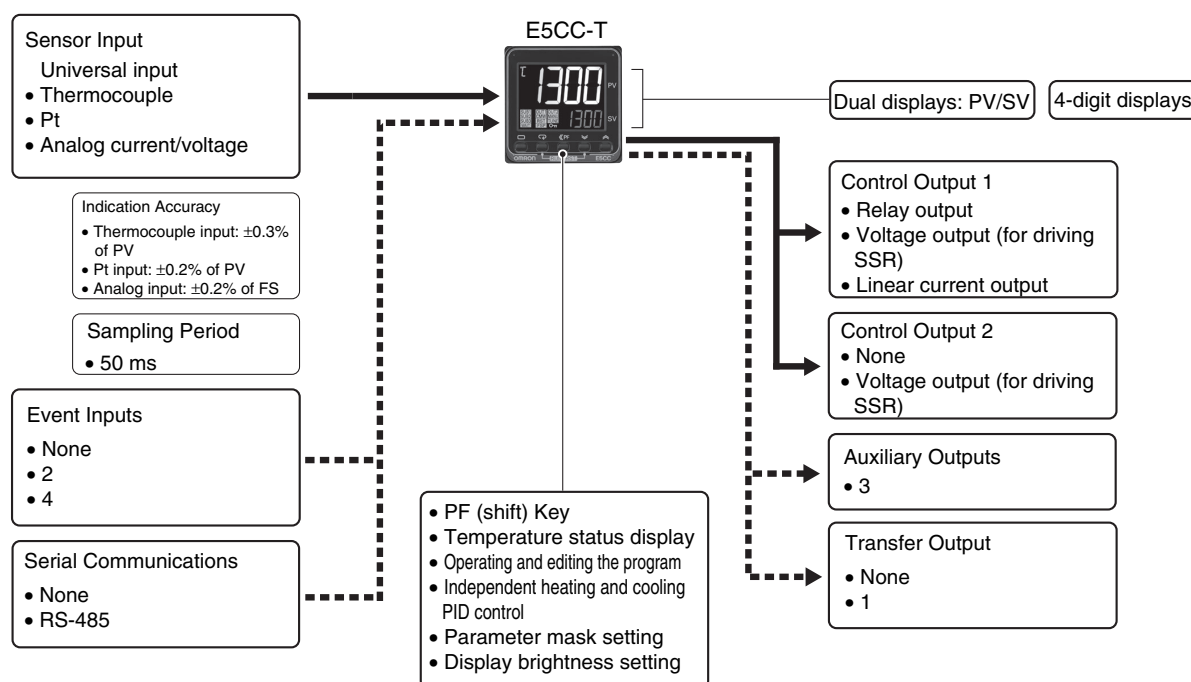 E5CC-T
Sensor Input
Universal input
• Thermocouple
• Pt
• Analog current/voltage
Indication Accuracy
• Thermocouple input: ±0.3%
of PV
• Pt input: ±0.2% of PV
• Analog input: ±0.2% of FS
Sampling Period
• 50 ms
Event Inputs
• None
• 2
• 4
Serial Communications
• None
• RS-485
1300
PV
1300
SV
PF
OMRON
E5CC
• PF (shift) Key
• Temperature status display
• Operating and editing the program
• Independent heating and cooling
PID control
• Parameter mask setting
• Display brightness setting
Dual displays: PV/SV
4-digit displays
Control Output 1
• Relay output
• Voltage output (for driving
SSR)
• Linear current output
Control Output 2
• None
• Voltage output (for driving
SSR)
Auxiliary Outputs
• 3
Transfer Output
• None
• 1